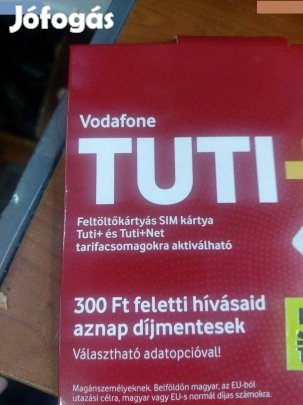 Jófogás
Vodafone
TUTI+
Feltöltőkártyás SIM kártya
Tuti+ és Tuti+Net
tarifacsomagokra aktiválható
300 Ft feletti hívásaid
aznap díjmentesek
Választható adatopcióval!
Magánszemélyeknek. Belföldön magyar, az EU-ból
utazási célra, magyar vagy EU-s normál díjas számokra.